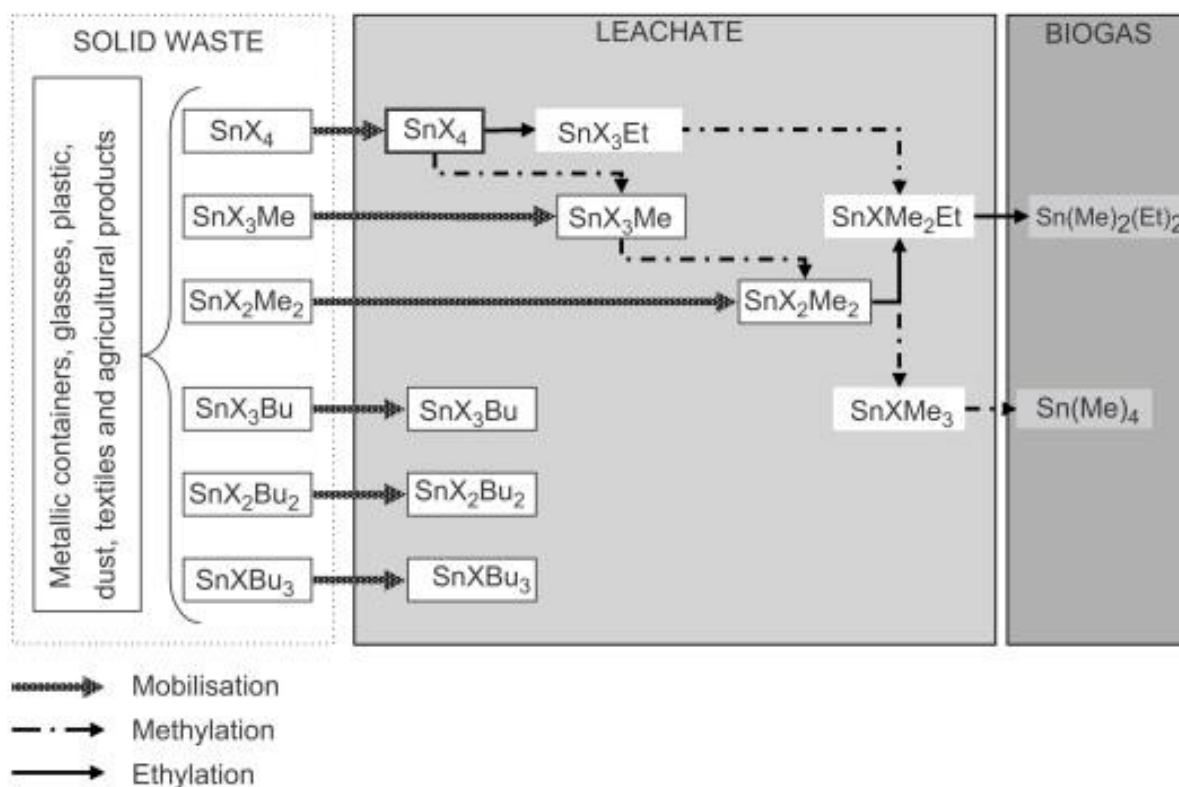 SOLID WASTE
LEACHATE
BIOGAS
Metallic containers, glasses, plastic,
dust, textiles and agricultural products
SnX₄
SnX₄
SnX₃Et
SnX₃Me
SnX₃Me
SnXMe₂Et
Sn(Me)₂(Et)₂
SnX₂Me₂
SnX₂Me₂
SnX₃Bu
SnX₃Bu
SnXMe₃
Sn(Me)₄
SnX₂Bu₂
SnX₂Bu₂
SnXBu₃
SnXBu₃
Mobilisation
Methylation
Ethylation